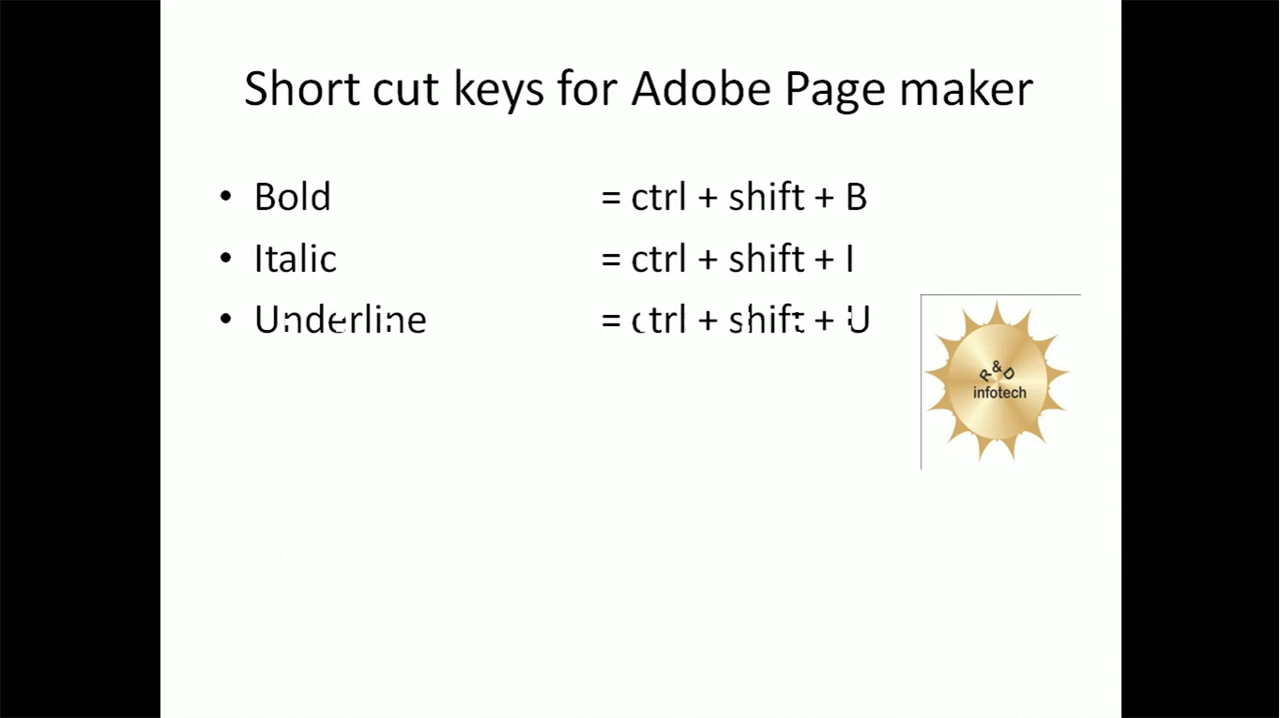 Short cut keys for Adobe Page maker
• Bold = ctrl + shift + B
• Italic = ctrl + shift + I
• Underline = ctrl + shift + U
R & D
infotech